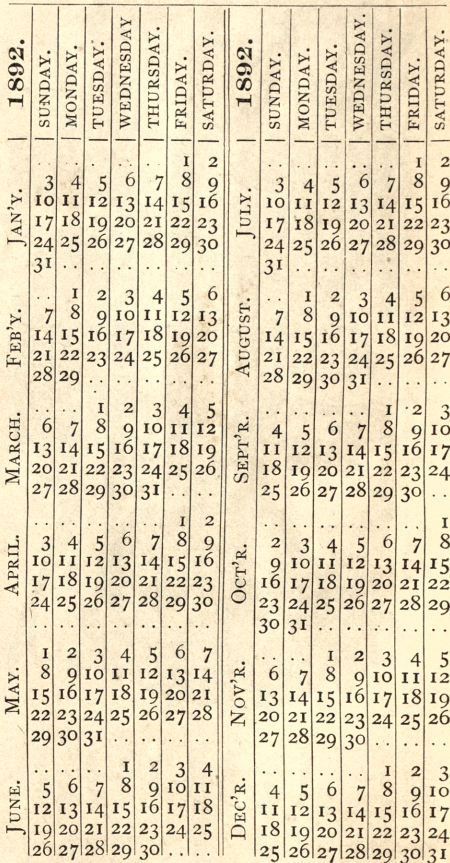 1892. SUNDAY. MONDAY. TUESDAY. WEDNESDAY THURSDAY. FRIDAY. SATURDAY.
JAN'Y.
.. .. .. .. .. 1 2
3 4 5 6 7 8 9
10 11 12 13 14 15 16
17 18 19 20 21 22 23
24 25 26 27 28 29 30
31 .. .. .. .. .. ..
FEB'Y.
.. 1 2 3 4 5 6
7 8 9 10 11 12 13
14 15 16 17 18 19 20
21 22 23 24 25 26 27
28 29 .. .. .. .. ..
MARCH.
.. .. 1 2 3 4 5
6 7 8 9 10 11 12
13 14 15 16 17 18 19
20 21 22 23 24 25 26
27 28 29 30 31 .. ..
APRIL.
.. .. .. .. .. 1 2
3 4 5 6 7 8 9
10 11 12 13 14 15 16
17 18 19 20 21 22 23
24 25 26 27 28 29 30
.. .. .. .. .. .. ..
MAY.
1 2 3 4 5 6 7
8 9 10 11 12 13 14
15 16 17 18 19 20 21
22 23 24 25 26 27 28
29 30 31 .. .. .. ..
JUNE.
.. .. .. 1 2 3 4
5 6 7 8 9 10 11
12 13 14 15 16 17 18
19 20 21 22 23 24 25
26 27 28 29 30 .. ..
1892. SUNDAY. MONDAY. TUESDAY. WEDNESDAY. THURSDAY. FRIDAY. SATURDAY.
JULY.
.. .. .. .. .. 1 2
3 4 5 6 7 8 9
10 11 12 13 14 15 16
17 18 19 20 21 22 23
24 25 26 27 28 29 30
31 .. .. .. .. .. ..
AUGUST.
.. 1 2 3 4 5 6
7 8 9 10 11 12 13
14 15 16 17 18 19 20
21 22 23 24 25 26 27
28 29 30 31 .. .. ..
SEPT'R.
.. .. .. .. 1 2 3
4 5 6 7 8 9 10
11 12 13 14 15 16 17
18 19 20 21 22 23 24
25 26 27 28 29 30 ..
OCT'R.
.. .. .. .. .. .. 1
2 3 4 5 6 7 8
9 10 11 12 13 14 15
16 17 18 19 20 21 22
23 24 25 26 27 28 29
30 31 .. .. .. .. ..
NOV'R.
.. .. 1 2 3 4 5
6 7 8 9 10 11 12
13 14 15 16 17 18 19
20 21 22 23 24 25 26
27 28 29 30 .. .. ..
DEC'R.
.. .. .. .. 1 2 3
4 5 6 7 8 9 10
11 12 13 14 15 16 17
18 19 20 21 22 23 24
25 26 27 28 29 30 31